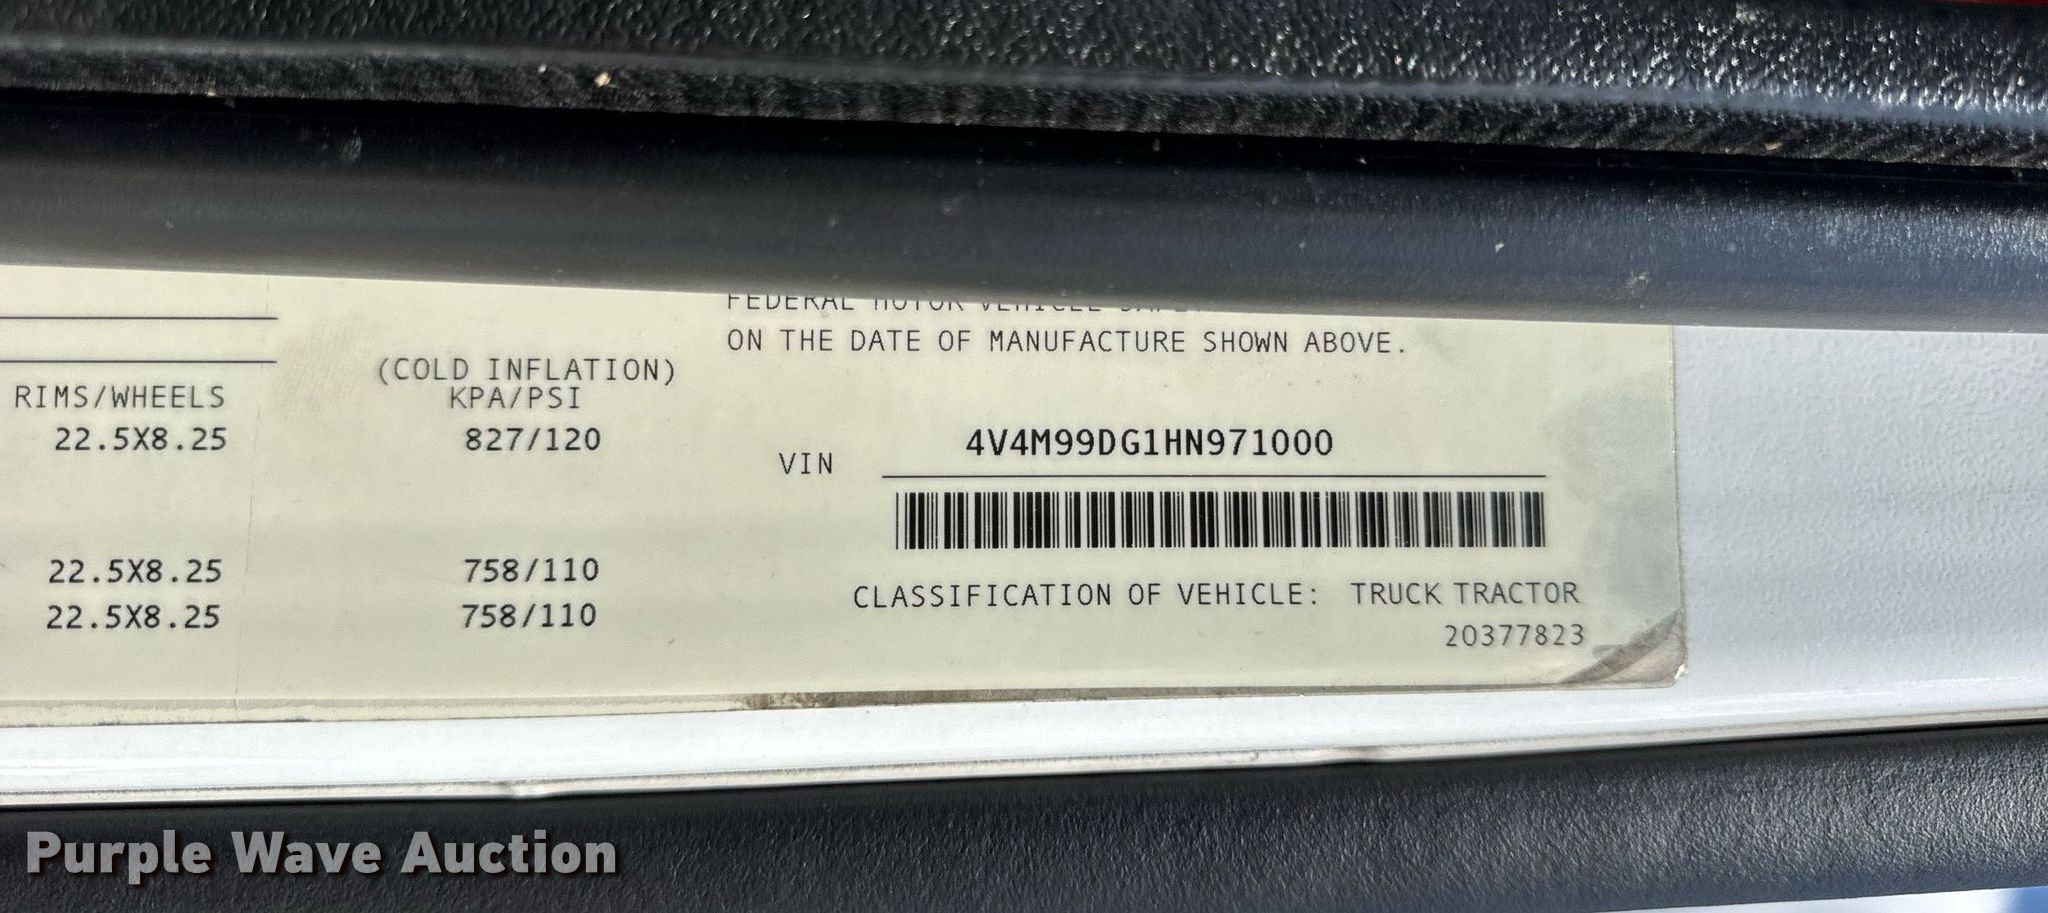 FEDERAL MOTOR VEHICLE
ON THE DATE OF MANUFACTURE SHOWN ABOVE.
(COLD INFLATION)
RIMS/WHEELS KPA/PSI
22.5X8.25 827/120
VIN 4V4M99DG1HN971000
22.5X8.25 758/110
22.5X8.25 758/110
CLASSIFICATION OF VEHICLE: TRUCK TRACTOR
20377823
Purple Wave Auction